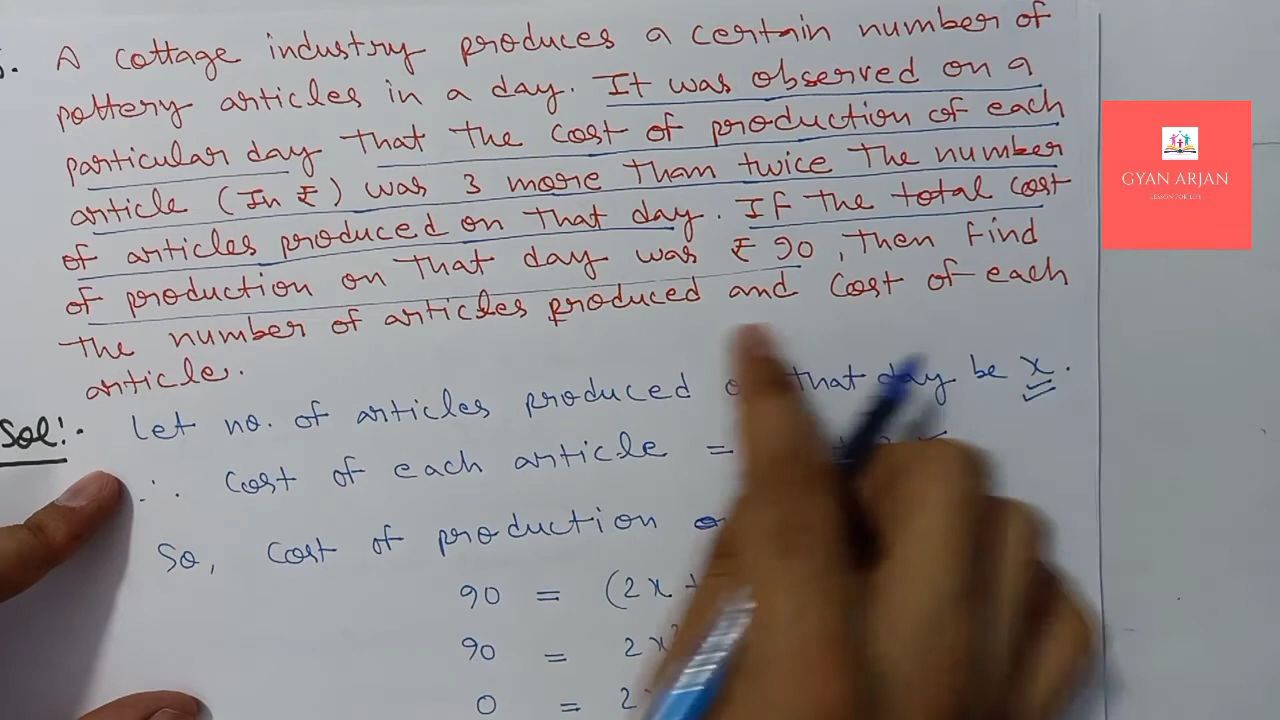 A cottage industry produces a certain number of
pottery articles in a day. It was observed on a
particular day that the cost of production of each
article (In ₹) was 3 more than twice the number
of articles produced on that day. If the total cost
of production on that day was ₹ 90, then find
the number of articles produced and cost of each
article.
Sol:- Let no. of articles produced that day be x.
∴ Cost of each article =
So, cost of production
90 = (2x +
90 = 2x²
0 = 2
GYAN ARJAN
LESSON FOR LIFE